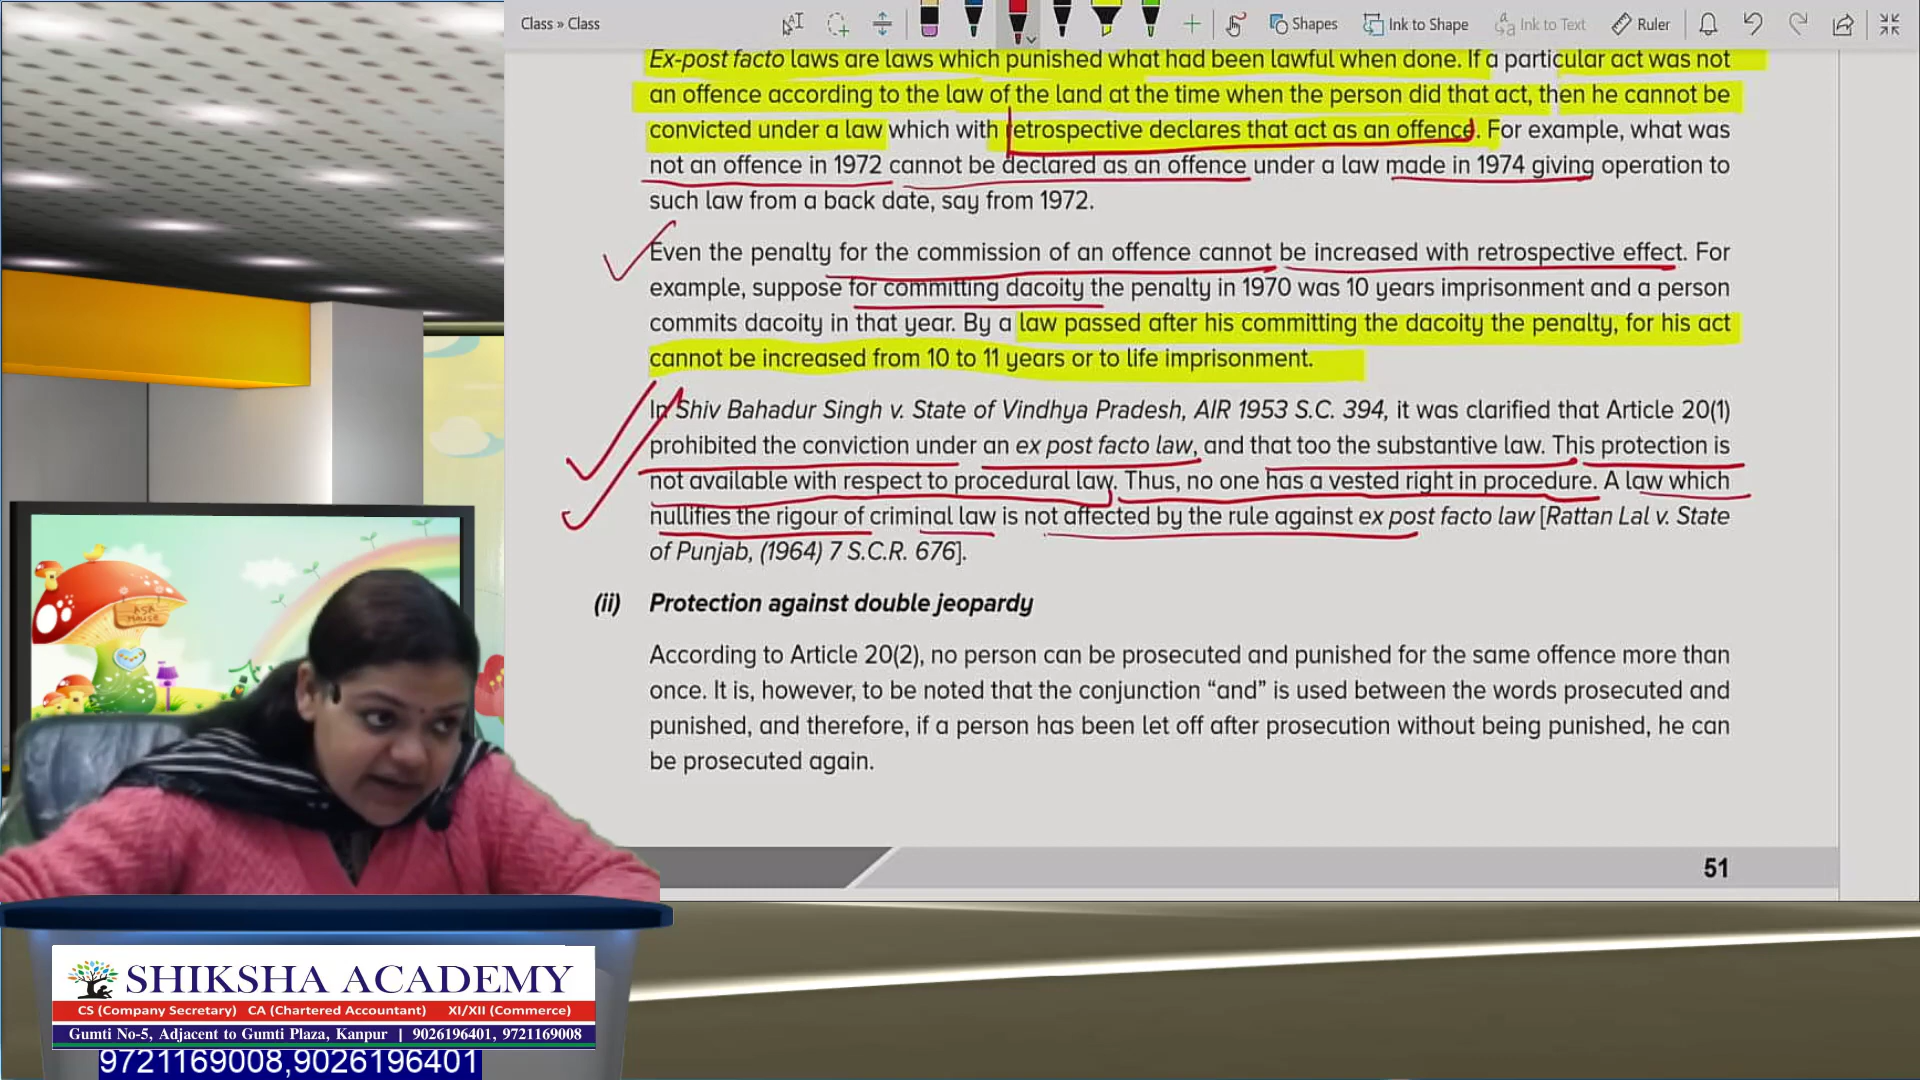 Class » Class
Shapes
Ink to Shape
Ink to Text
Ruler
Ex-post facto laws are laws which punished what had been lawful when done. If a particular act was not
an offence according to the law of the land at the time when the person did that act, then he cannot be
convicted under a law which with retrospective declares that act as an offence. For example, what was
not an offence in 1972 cannot be declared as an offence under a law made in 1974 giving operation to
such law from a back date, say from 1972.
Even the penalty for the commission of an offence cannot be increased with retrospective effect. For
example, suppose for committing dacoity the penalty in 1970 was 10 years imprisonment and a person
commits dacoity in that year. By a law passed after his committing the dacoity the penalty, for his act
cannot be increased from 10 to 11 years or to life imprisonment.
In Shiv Bahadur Singh v. State of Vindhya Pradesh, AIR 1953 S.C. 394, it was clarified that Article 20(1)
prohibited the conviction under an ex post facto law, and that too the substantive law. This protection is
not available with respect to procedural law. Thus, no one has a vested right in procedure. A law which
nullifies the rigour of criminal law is not affected by the rule against ex post facto law [Rattan Lal v. State
of Punjab, (1964) 7 S.C.R. 676].
(ii) Protection against double jeopardy
According to Article 20(2), no person can be prosecuted and punished for the same offence more than
once. It is, however, to be noted that the conjunction “and” is used between the words prosecuted and
punished, and therefore, if a person has been let off after prosecution without being punished, he can
be prosecuted again.
51
ASA
HOUSE
SHIKSHA ACADEMY
CS (Company Secretary) CA (Chartered Accountant) XI/XII (Commerce)
Gumti No-5, Adjacent to Gumti Plaza, Kanpur | 9026196401, 9721169008
9721169008,9026196401